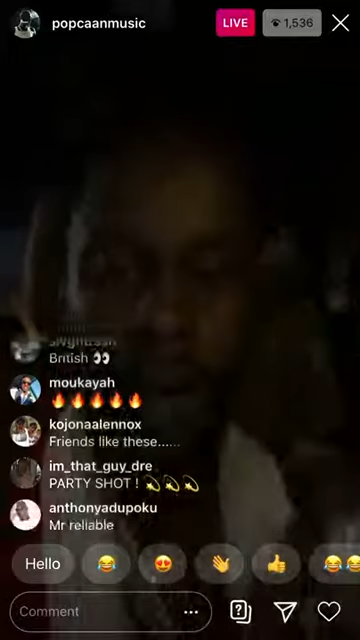 popcaanmusic
LIVE
1,536
British 👀
moukayah
🔥🔥🔥🔥🔥
kojonaalennox
Friends like these......
im_that_guy_dre
PARTY SHOT ! 💫💫💫
anthonyadupoku
Mr reliable
Hello 😂 😍 👋 👍 😂
Comment